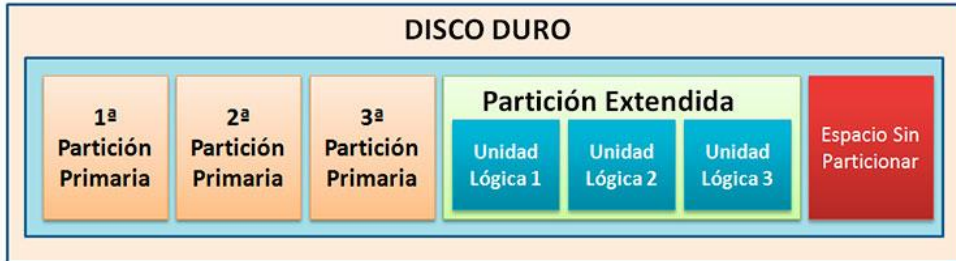 DISCO DURO
1ª
Partición
Primaria
2ª
Partición
Primaria
3ª
Partición
Primaria
Partición Extendida
Unidad
Lógica 1
Unidad
Lógica 2
Unidad
Lógica 3
Espacio Sin
Particionar